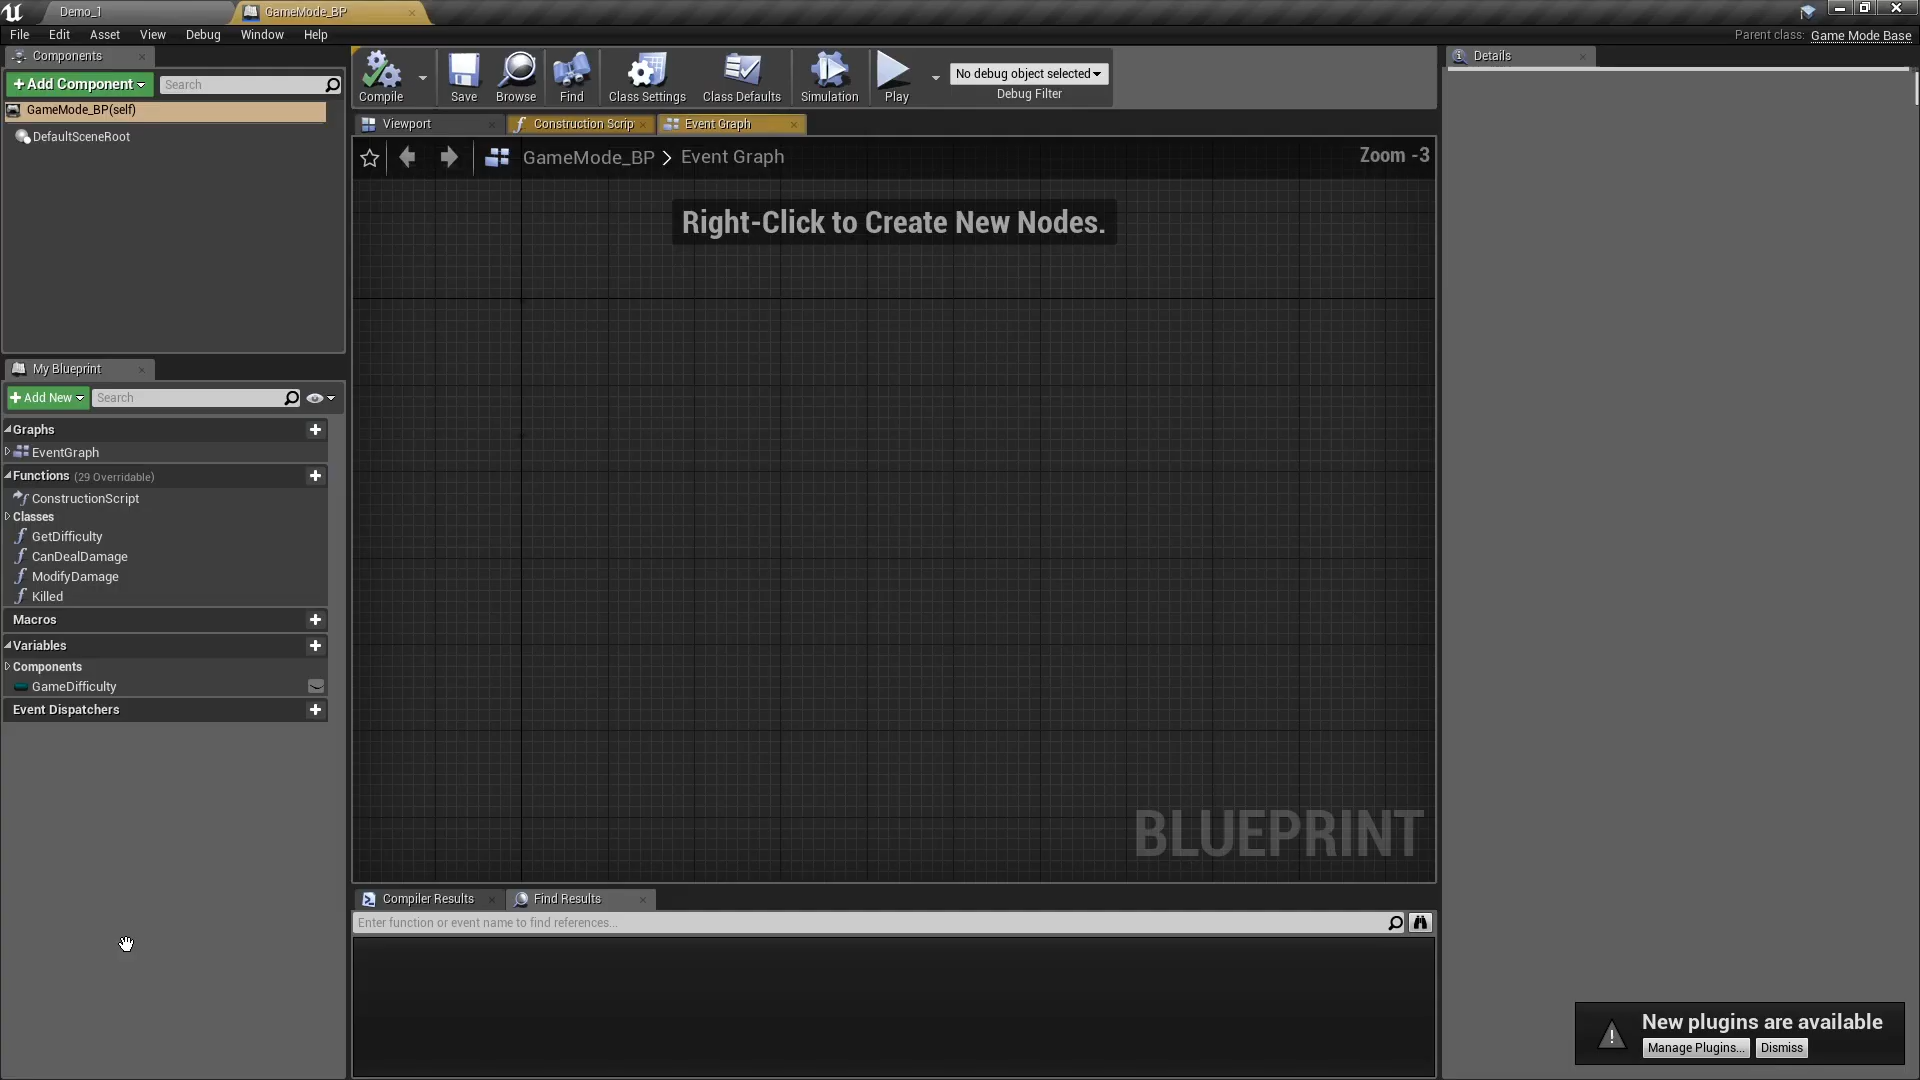 Demo_1
GameMode_BP
File Edit Asset View Debug Window Help
Parent class: Game Mode Base
Components
+Add Component
Search
GameMode_BP(self)
DefaultSceneRoot
My Blueprint
+Add New
Search
Graphs
EventGraph
Functions (29 Overridable)
ConstructionScript
Classes
GetDifficulty
CanDealDamage
ModifyDamage
Killed
Macros
Variables
Components
GameDifficulty
Event Dispatchers
Compile
Save
Browse
Find
Class Settings
Class Defaults
Simulation
Play
No debug object selected
Debug Filter
Viewport
Construction Scrip
Event Graph
GameMode_BP > Event Graph
Zoom -3
Right-Click to Create New Nodes.
BLUEPRINT
Compiler Results
Find Results
Enter function or event name to find references...
Details
New plugins are available
Manage Plugins...
Dismiss